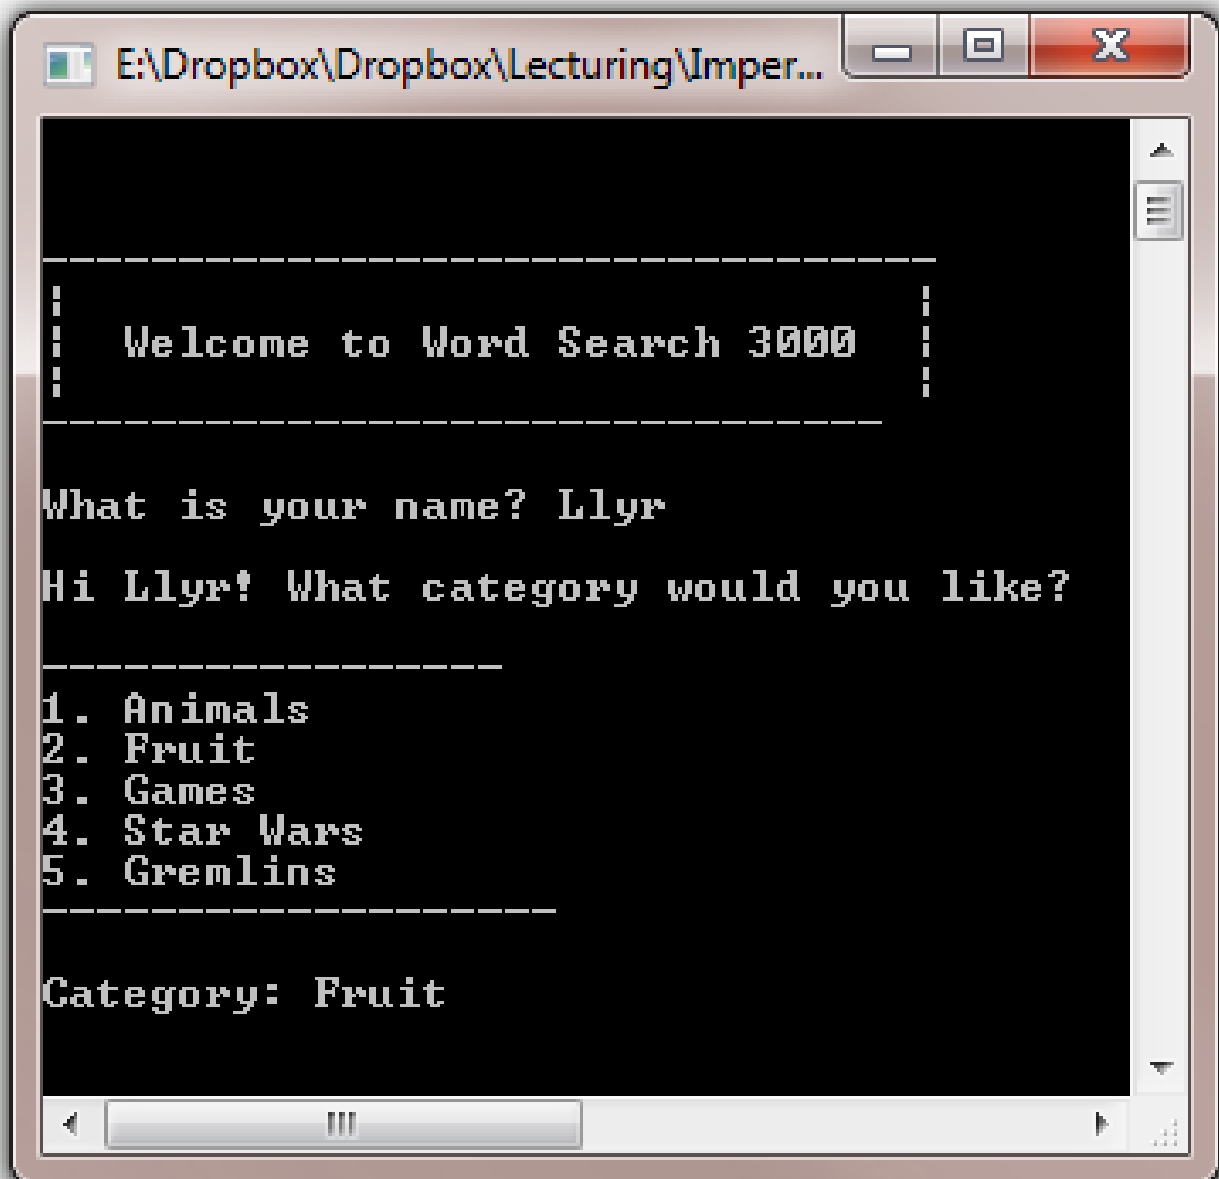 E:\Dropbox\Dropbox\Lecturing\Imper...
---------------------------------
¦                               ¦
¦  Welcome to Word Search 3000  ¦
¦                               ¦
-------------------------------
What is your name? Llyr
Hi Llyr! What category would you like?
-----------------
1. Animals
2. Fruit
3. Games
4. Star Wars
5. Gremlins
-------------------
Category: Fruit